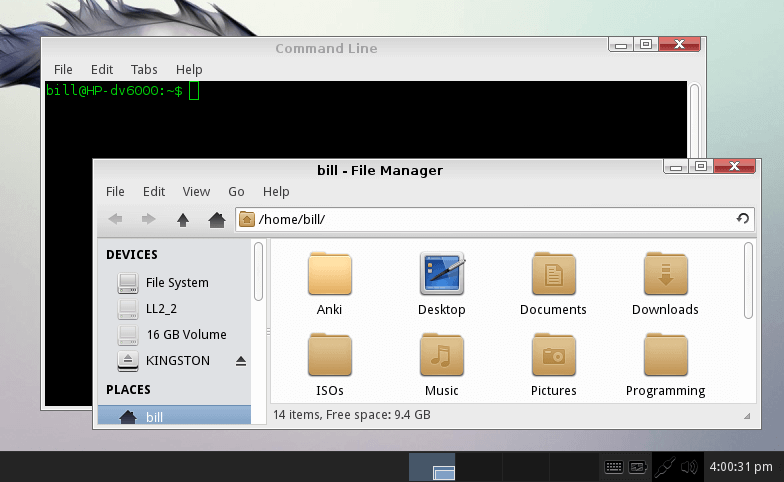 Command Line
File Edit Tabs Help
bill@HP-dv6000:~$
bill - File Manager
File Edit View Go Help
/home/bill/
DEVICES
File System
LL2_2
16 GB Volume
KINGSTON
PLACES
bill
Anki Desktop Documents Downloads
ISOs Music Pictures Programming
14 items, Free space: 9.4 GB
4:00:31 pm